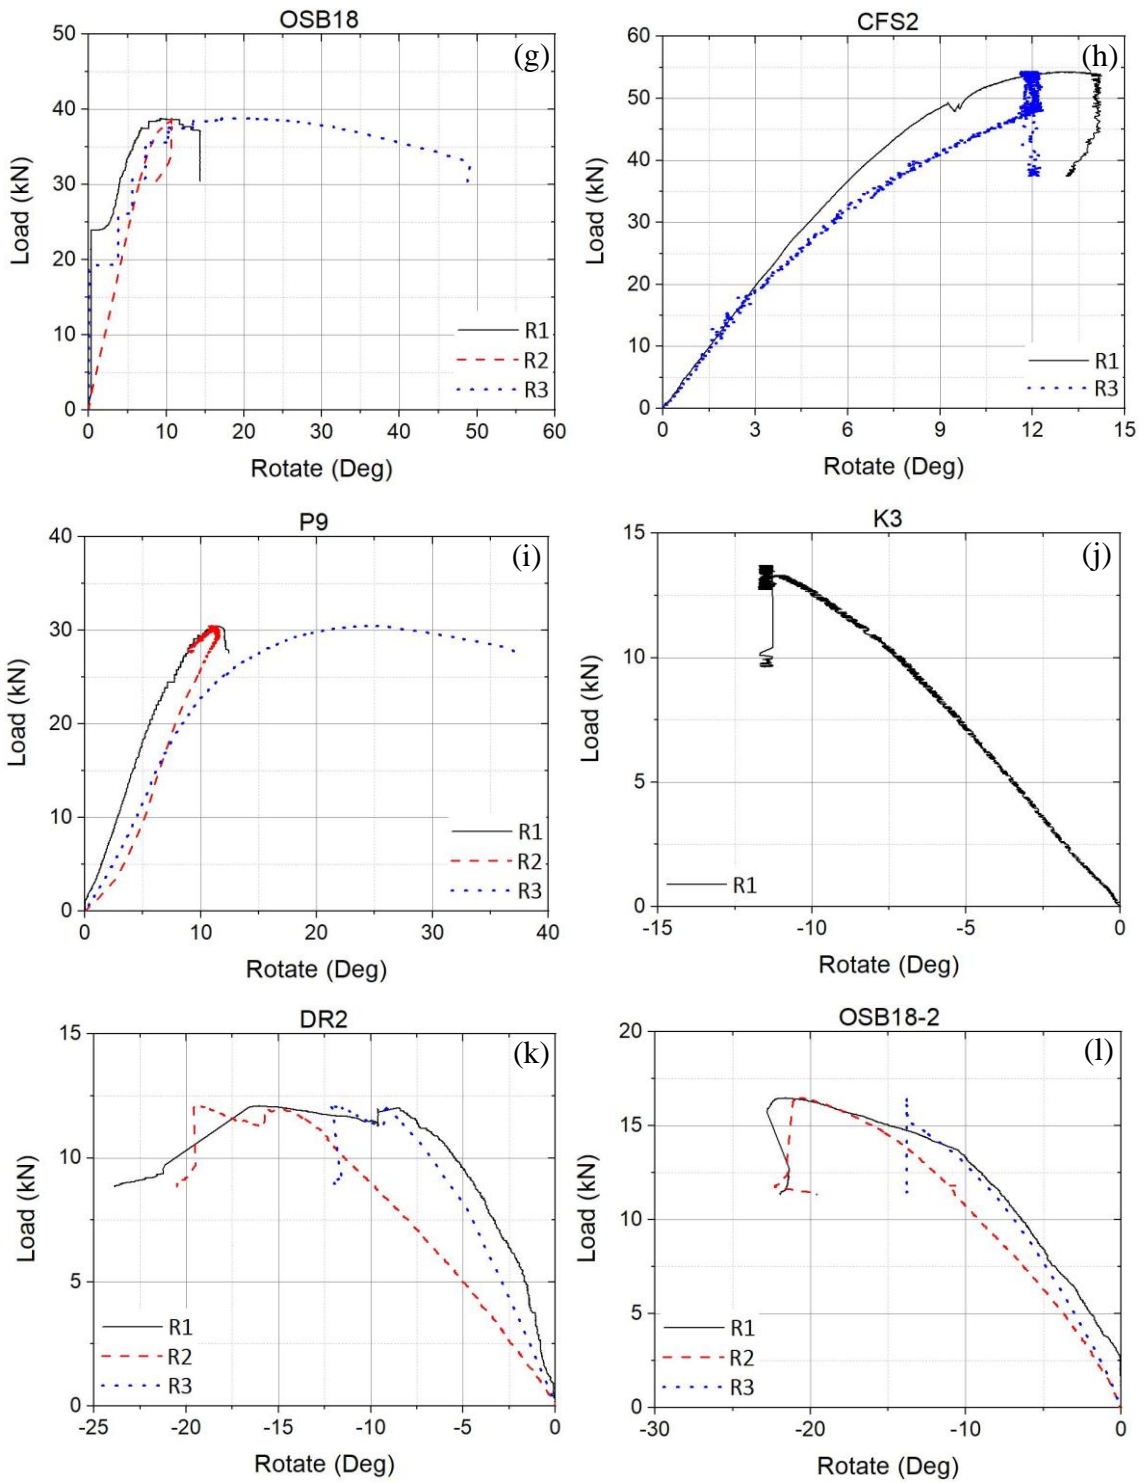 OSB18
(g)
50
40
30
20
10
0
Load (kN)
R1
R2
R3
0 10 20 30 40 50 60
Rotate (Deg)
CFS2
(h)
60
50
40
30
20
10
0
Load (kN)
R1
R3
0 3 6 9 12 15
Rotate (Deg)
P9
(i)
40
30
20
10
0
Load (kN)
R1
R2
R3
0 10 20 30 40
Rotate (Deg)
K3
(j)
15
10
5
0
Load (kN)
R1
-15 -10 -5 0
Rotate (Deg)
DR2
(k)
15
10
5
0
Load (kN)
R1
R2
R3
-25 -20 -15 -10 -5 0
Rotate (Deg)
OSB18-2
(l)
20
15
10
5
0
Load (kN)
R1
R2
R3
-30 -20 -10 0
Rotate (Deg)